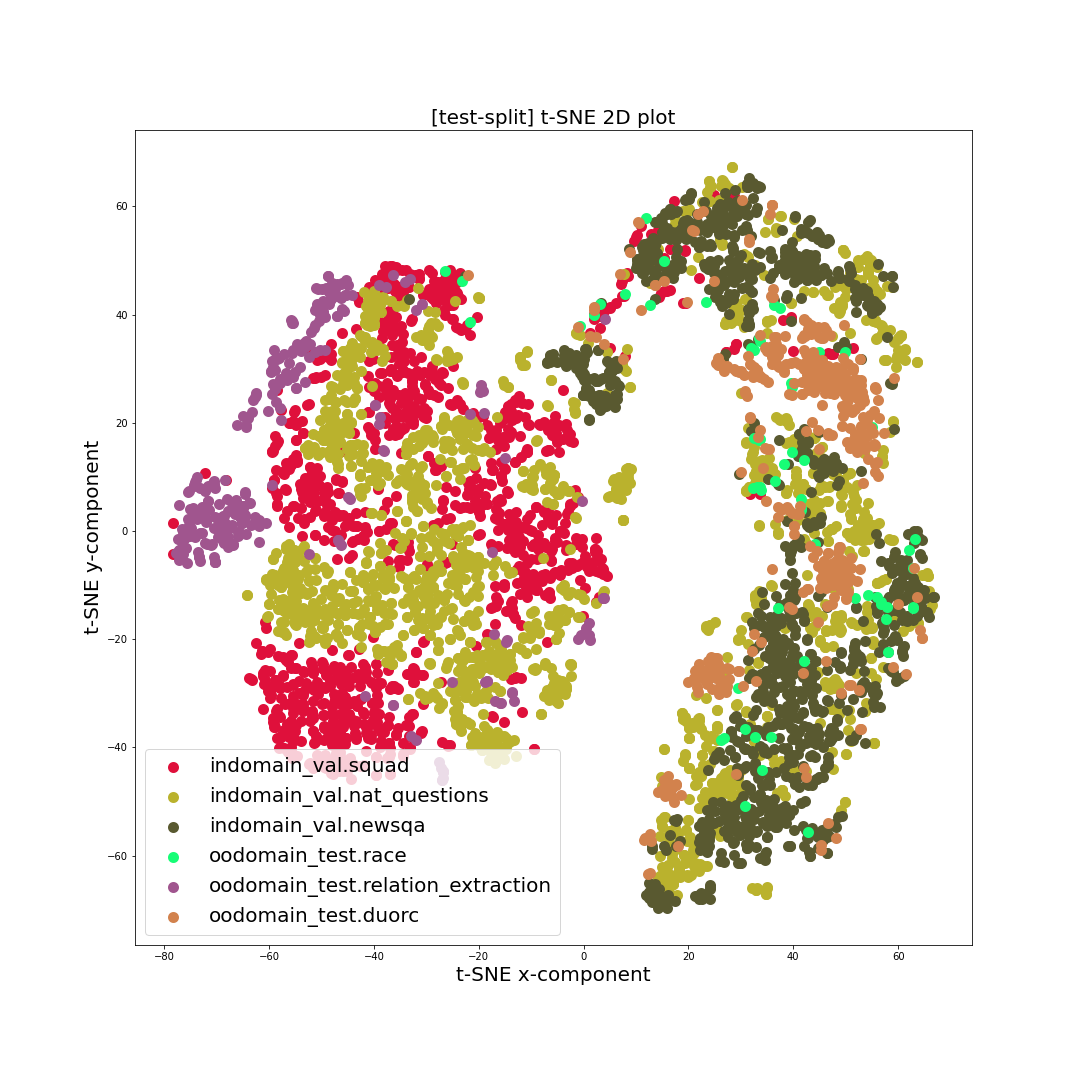 [test-split] t-SNE 2D plot
60
40
20
0
−20
−40
−60
t-SNE y-component
indomain_val.squad
indomain_val.nat_questions
indomain_val.newsqa
oodomain_test.race
oodomain_test.relation_extraction
oodomain_test.duorc
−80 −60 −40 −20 0 20 40 60
t-SNE x-component